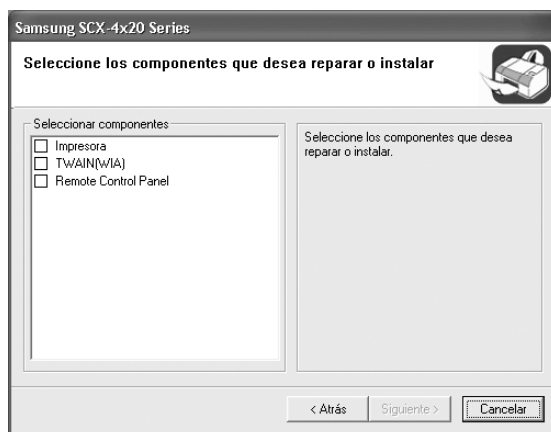 Samsung SCX-4x20 Series
Seleccione los componentes que desea reparar o instalar
Seleccionar componentes
Impresora
TWAIN(WIA)
Remote Control Panel
Seleccione los componentes que desea
reparar o instalar.
< Atrás
Siguiente >
Cancelar